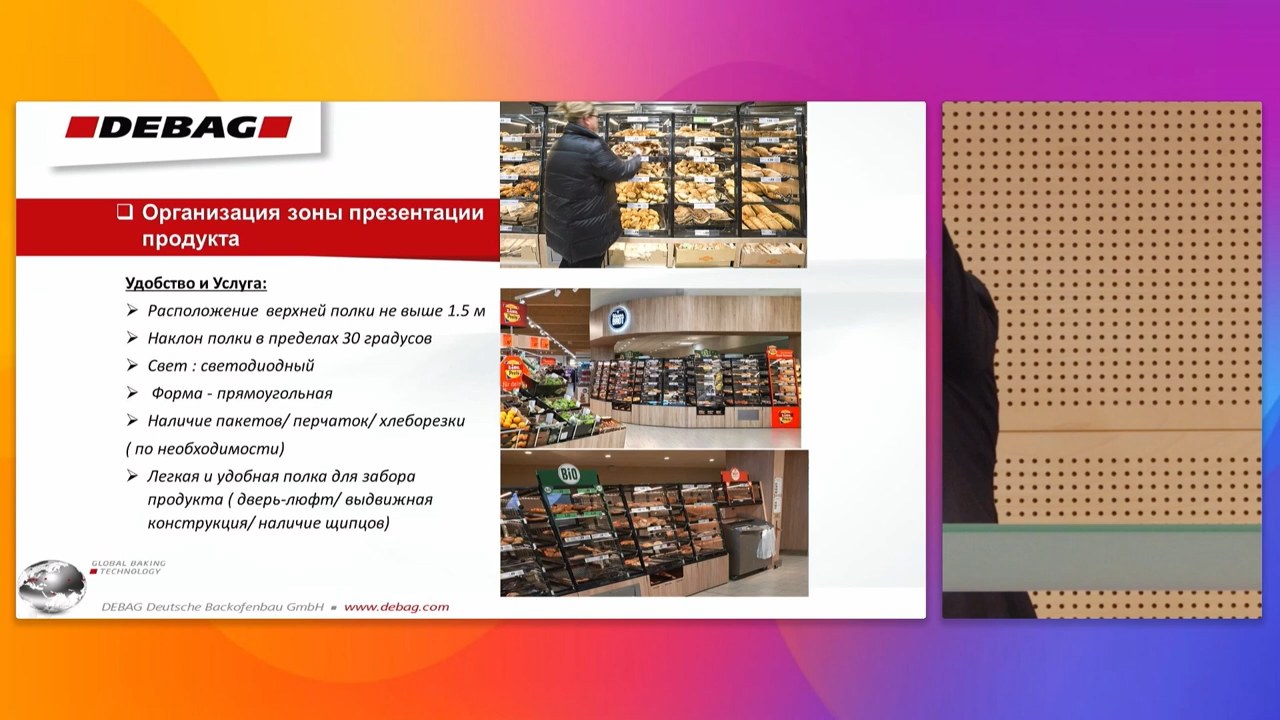 DEBAG
❑ Организация зоны презентации
продукта
Удобство и Услуга:
➢ Расположение верхней полки не выше 1.5 м
➢ Наклон полки в пределах 30 градусов
➢ Свет : светодиодный
➢ Форма - прямоугольная
➢ Наличие пакетов/ перчаток/ хлеборезки
( по необходимости)
➢ Легкая и удобная полка для забора
продукта ( дверь-люфт/ выдвижная
конструкция/ наличие щипцов)
BiO
GLOBAL BAKING
TECHNOLOGY
DEBAG Deutsche Backofenbau GmbH ▪ www.debag.com